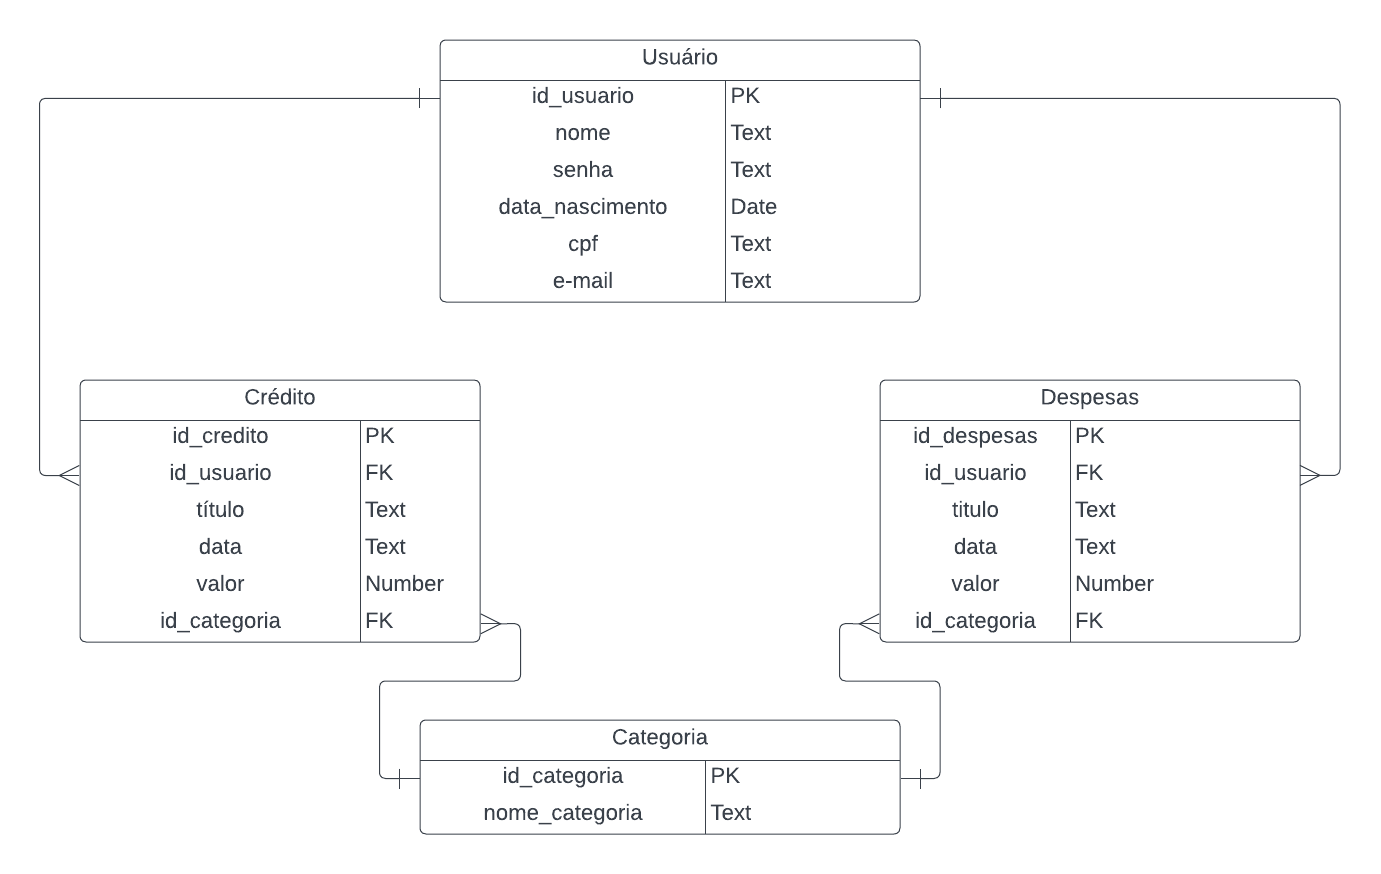 Usuário
id_usuario PK
nome Text
senha Text
data_nascimento Date
cpf Text
e-mail Text
Crédito
id_credito PK
id_usuario FK
título Text
data Text
valor Number
id_categoria FK
Despesas
id_despesas PK
id_usuario FK
titulo Text
data Text
valor Number
id_categoria FK
Categoria
id_categoria PK
nome_categoria Text